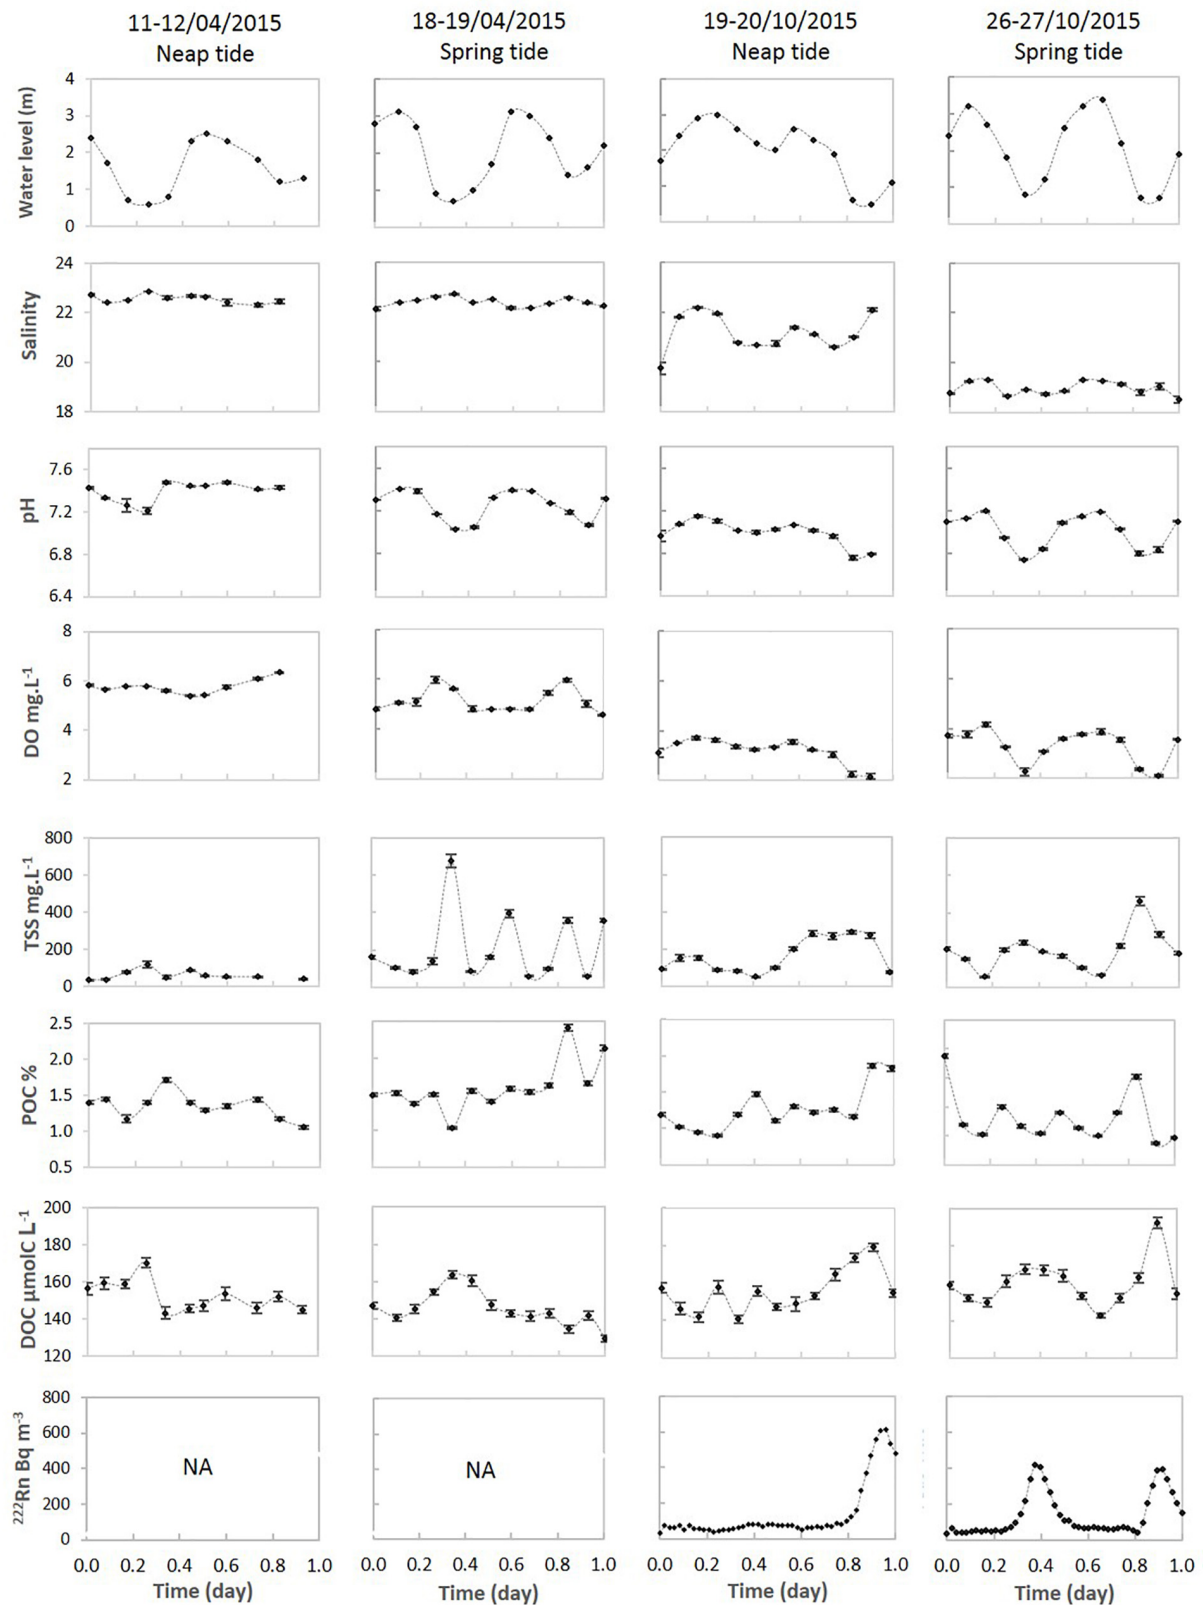 11-12/04/2015 18-19/04/2015 19-20/10/2015 26-27/10/2015
Neap tide Spring tide Neap tide Spring tide
Water level (m)
4
3
2
1
0
Salinity
24
22
20
18
pH
7.6
7.2
6.8
6.4
DO mg.L-1
8
6
4
2
TSS mg.L-1
800
600
400
200
0
POC %
2.5
2.0
1.5
1.0
0.5
DOC µmolC L-1
200
180
160
140
120
222Rn Bq m-3
800
600
400
200
0
NA NA
0.0 0.2 0.4 0.6 0.8 1.0 0.0 0.2 0.4 0.6 0.8 1.0 0.0 0.2 0.4 0.6 0.8 1.0 0.0 0.2 0.4 0.6 0.8 1.0
Time (day) Time (day) Time (day) Time (day)